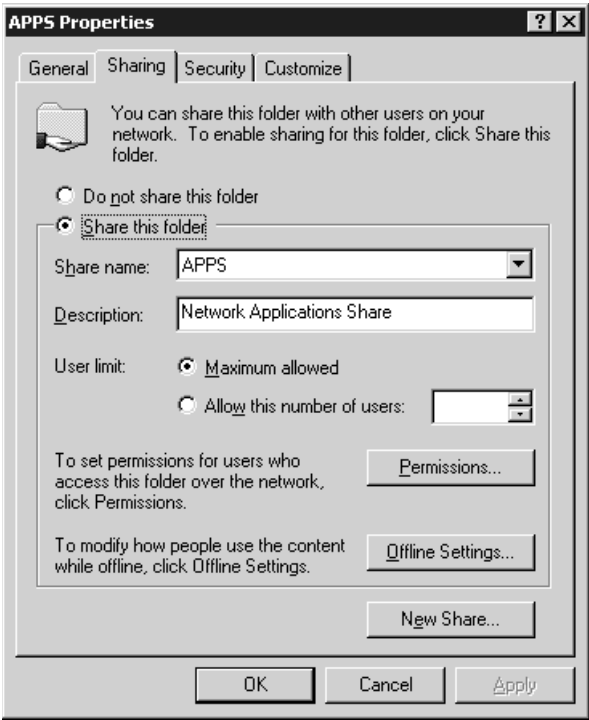 APPS Properties
General Sharing Security Customize
You can share this folder with other users on your
network. To enable sharing for this folder, click Share this
folder.
Do not share this folder
Share this folder
Share name: APPS
Description: Network Applications Share
User limit: Maximum allowed
Allow this number of users:
To set permissions for users who
access this folder over the network,
click Permissions.
Permissions...
To modify how people use the content
while offline, click Offline Settings.
Offline Settings...
New Share...
OK Cancel Apply